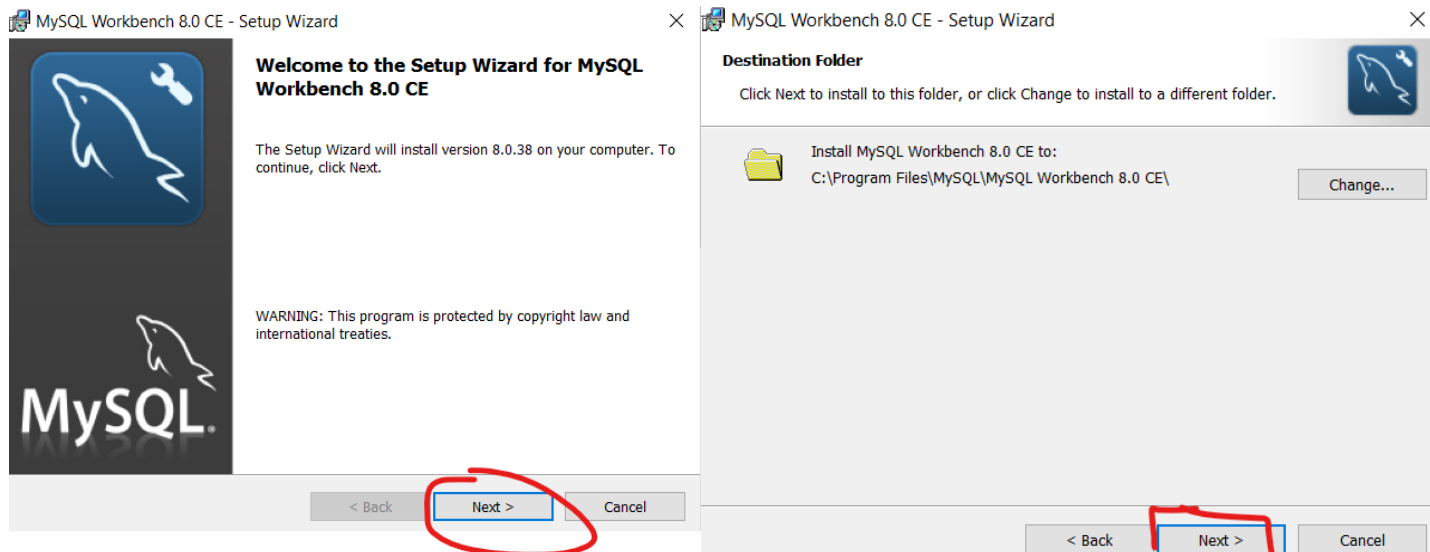 MySQL Workbench 8.0 CE - Setup Wizard
Welcome to the Setup Wizard for MySQL
Workbench 8.0 CE
The Setup Wizard will install version 8.0.38 on your computer. To
continue, click Next.
WARNING: This program is protected by copyright law and
international treaties.
MySQL.
< Back
Next >
Cancel
MySQL Workbench 8.0 CE - Setup Wizard
Destination Folder
Click Next to install to this folder, or click Change to install to a different folder.
Install MySQL Workbench 8.0 CE to:
C:\Program Files\MySQL\MySQL Workbench 8.0 CE\
Change...
< Back
Next >
Cancel